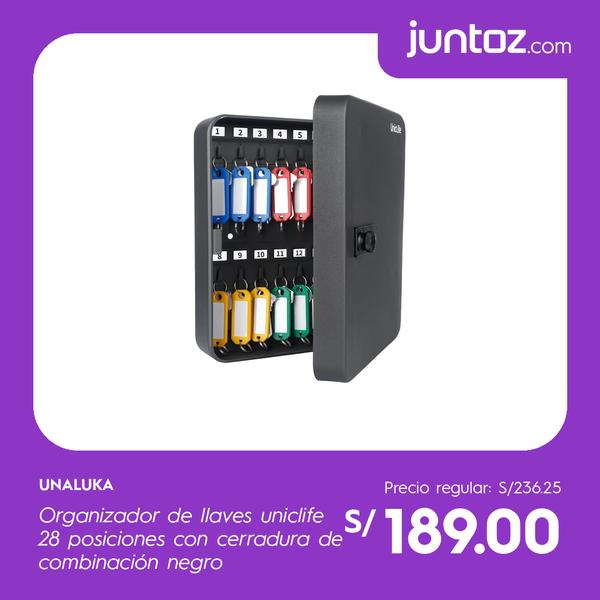 juntoz.com
Uniclife
1 2 3 4 5
8 9 10 11 12
UNALUKA
Organizador de llaves uniclife
28 posiciones con cerradura de
combinación negro
Precio regular: S/236.25
S/ 189.00